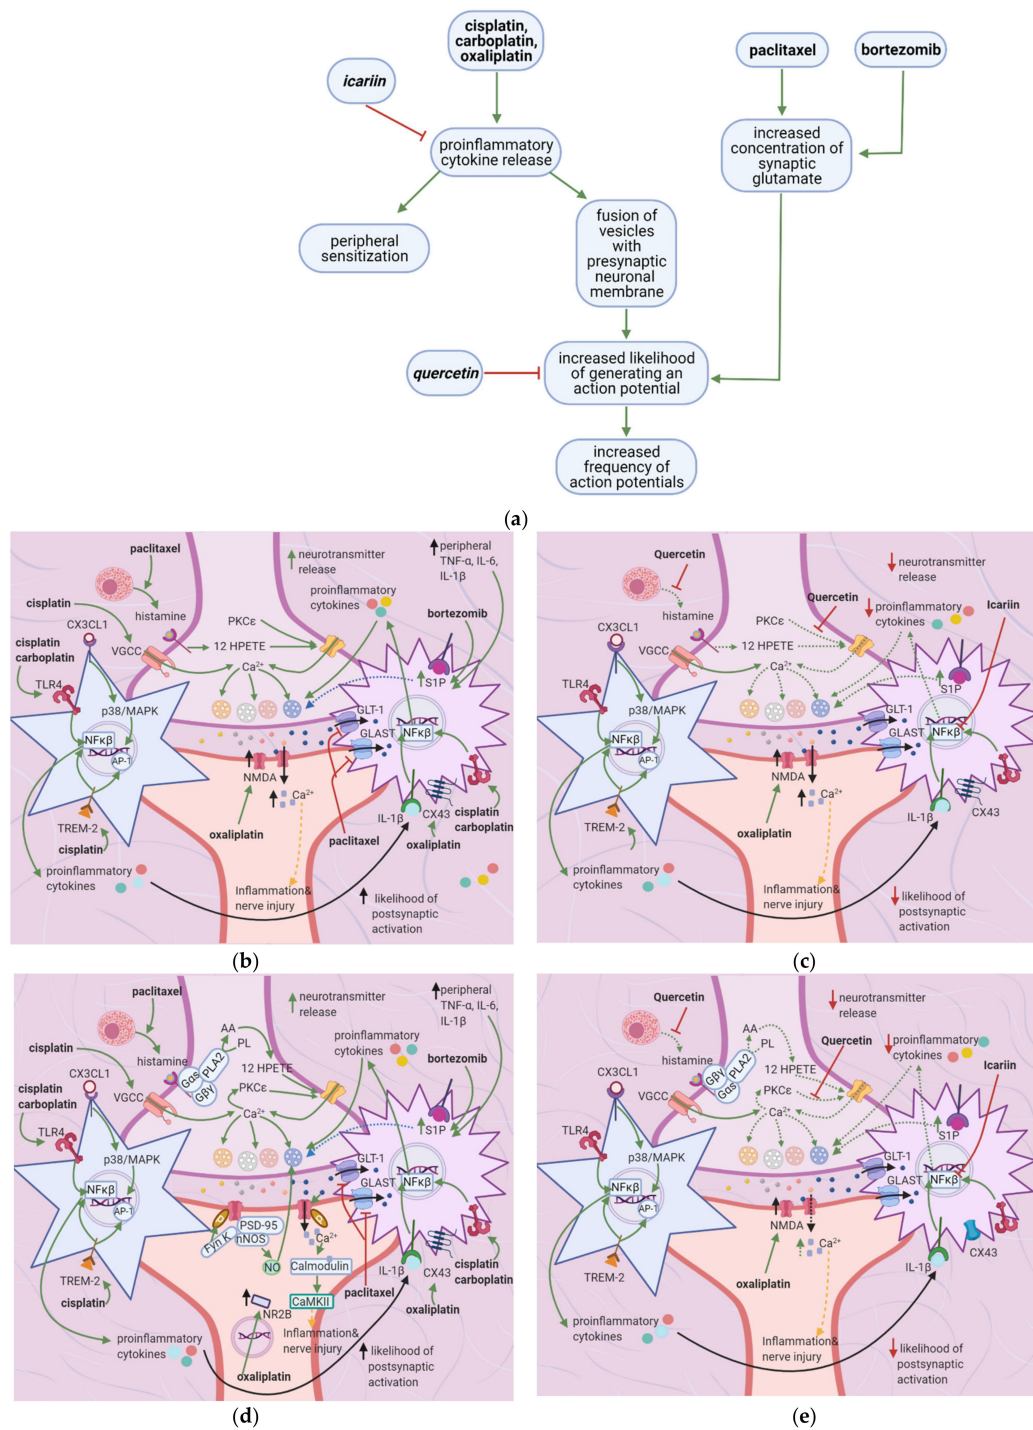 cisplatin,
carboplatin,
oxaliplatin
paclitaxel
bortezomib
icariin
proinflammatory
cytokine release
increased
concentration of
synaptic
glutamate
peripheral
sensitization
fusion of
vesicles
with
presynaptic
neuronal
membrane
quercetin
increased likelihood
of generating an
action potential
increased
frequency of
action potentials
(a)
paclitaxel
neurotransmitter
release
peripheral
TNF-α, IL-6,
IL-1β
proinflammatory
cytokines
cisplatin
histamine
bortezomib
CX3CL1
PKCε
cisplatin
carboplatin
VGCC
12 HPETE
Ca2+
S1P
TLR4
p38/MAPK
GLT-1
NFκβ
GLAST
NFκβ
AP-1
NMDA
Ca2+
TREM-2
oxaliplatin
IL-1β
CX43
cisplatin
carboplatin
cisplatin
paclitaxel
oxaliplatin
proinflammatory
cytokines
Inflammation&
nerve injury
likelihood of
postsynaptic
activation
(b)
Quercetin
neurotransmitter
release
Quercetin
proinflammatory
cytokines
Icariin
histamine
CX3CL1
PKCε
VGCC
12 HPETE
Ca2+
S1P
TLR4
p38/MAPK
GLT-1
NFκβ
GLAST
NFκβ
AP-1
NMDA
Ca2+
TREM-2
oxaliplatin
IL-1β
CX43
proinflammatory
cytokines
Inflammation&
nerve injury
likelihood of
postsynaptic
activation
(c)
paclitaxel
neurotransmitter
release
peripheral
TNF-α, IL-6,
IL-1β
AA
PL
proinflammatory
cytokines
cisplatin
histamine
Gαs
PLA2
Gβγ
bortezomib
CX3CL1
12 HPETE
PKCε
cisplatin
carboplatin
VGCC
Ca2+
S1P
TLR4
p38/MAPK
GLT-1
NFκβ
GLAST
NFκβ
AP-1
PSD-95
Fyn K
nNOS
Ca2+
NO
Calmodulin
TREM-2
IL-1β
CX43
cisplatin
carboplatin
cisplatin
CaMKII
paclitaxel
oxaliplatin
NR2B
proinflammatory
cytokines
Inflammation&
nerve injury
oxaliplatin
likelihood of
postsynaptic
activation
(d)
Quercetin
neurotransmitter
release
AA
PL
Quercetin
proinflammatory
cytokines
Icariin
histamine
Gβγ
PLA2
Gαs
CX3CL1
12 HPETE
PKCε
VGCC
Ca2+
S1P
TLR4
p38/MAPK
GLT-1
NFκβ
GLAST
NFκβ
AP-1
NMDA
Ca2+
CX43
TREM-2
oxaliplatin
IL-1β
proinflammatory
cytokines
Inflammation&
nerve injury
likelihood of
postsynaptic
activation
(e)